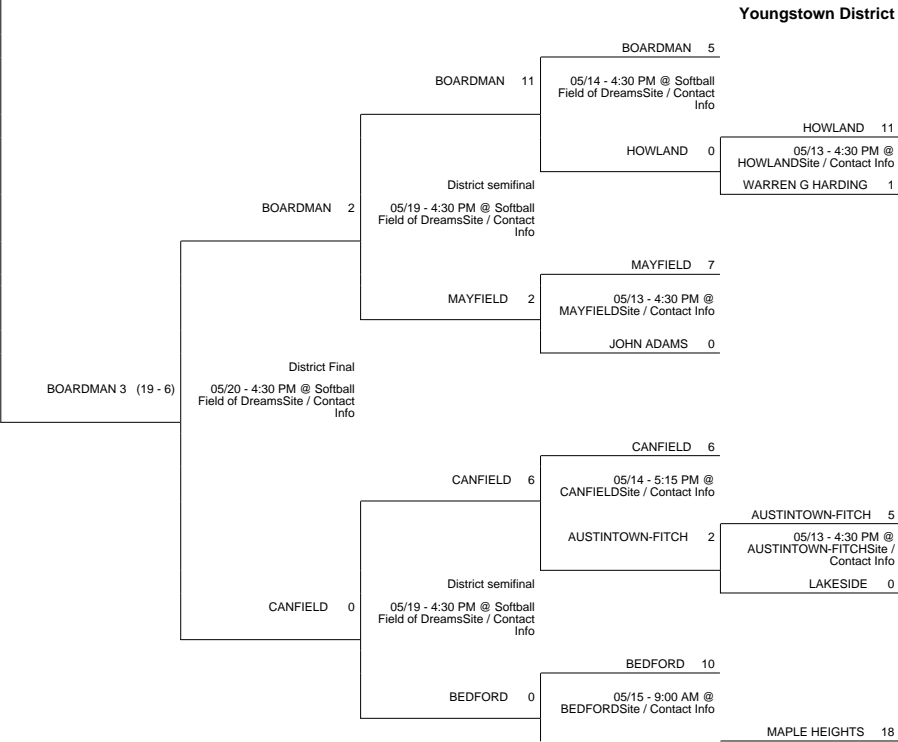 Youngstown District
BOARDMAN 5
BOARDMAN 11
05/14 - 4:30 PM @ Softball
Field of DreamsSite / Contact
Info
HOWLAND 11
HOWLAND 0
05/13 - 4:30 PM @
HOWLANDSite / Contact Info
WARREN G HARDING 1
District semifinal
BOARDMAN 2
05/19 - 4:30 PM @ Softball
Field of DreamsSite / Contact
Info
MAYFIELD 7
MAYFIELD 2
05/13 - 4:30 PM @
MAYFIELDSite / Contact Info
JOHN ADAMS 0
District Final
BOARDMAN 3 (19 - 6)
05/20 - 4:30 PM @ Softball
Field of DreamsSite / Contact
Info
CANFIELD 6
CANFIELD 6
05/14 - 5:15 PM @
CANFIELDSite / Contact Info
AUSTINTOWN-FITCH 5
AUSTINTOWN-FITCH 2
05/13 - 4:30 PM @
AUSTINTOWN-FITCHSite /
Contact Info
LAKESIDE 0
District semifinal
CANFIELD 0
05/19 - 4:30 PM @ Softball
Field of DreamsSite / Contact
Info
BEDFORD 10
BEDFORD 0
05/15 - 9:00 AM @
BEDFORDSite / Contact Info
MAPLE HEIGHTS 18